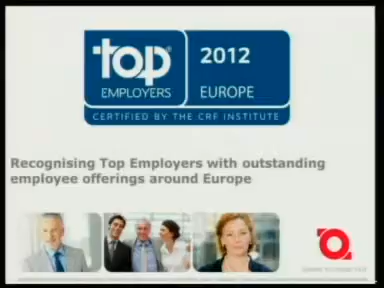 top®
EMPLOYERS
2012
EUROPE
CERTIFIED BY THE CRF INSTITUTE
Recognising Top Employers with outstanding
employee offerings around Europe